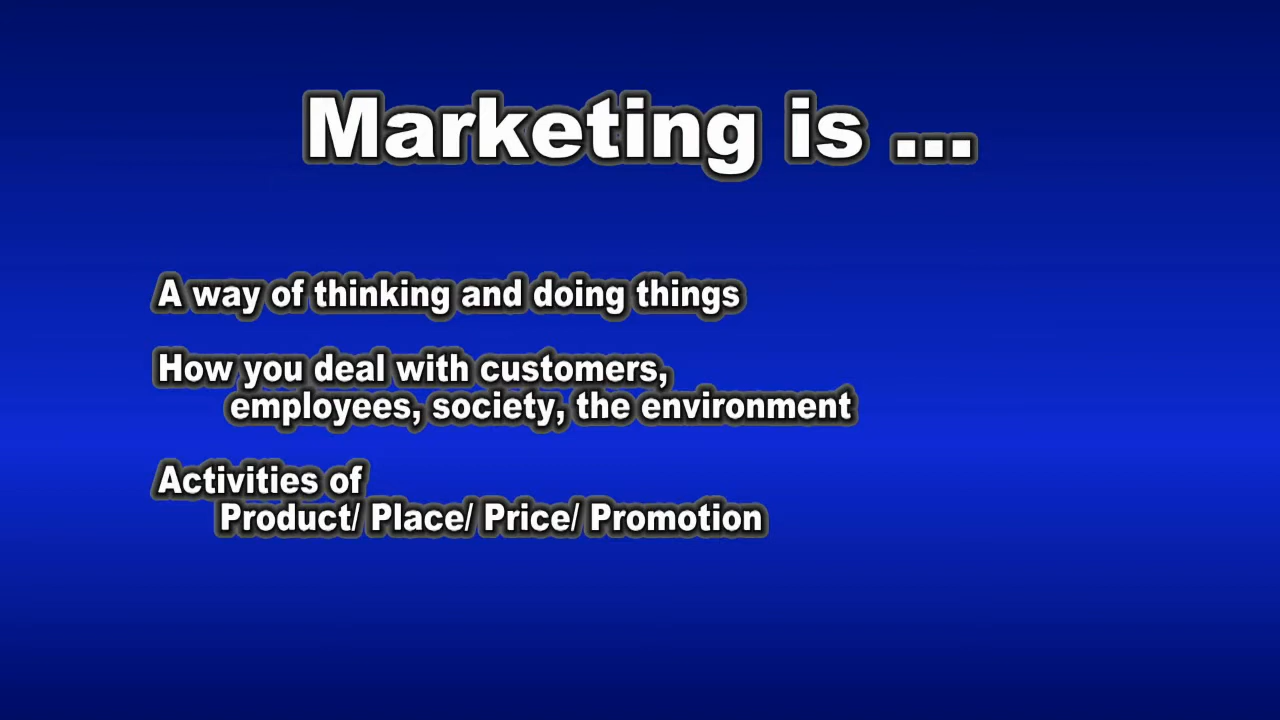 Marketing is ...
A way of thinking and doing things
How you deal with customers,
employees, society, the environment
Activities of
Product/ Place/ Price/ Promotion